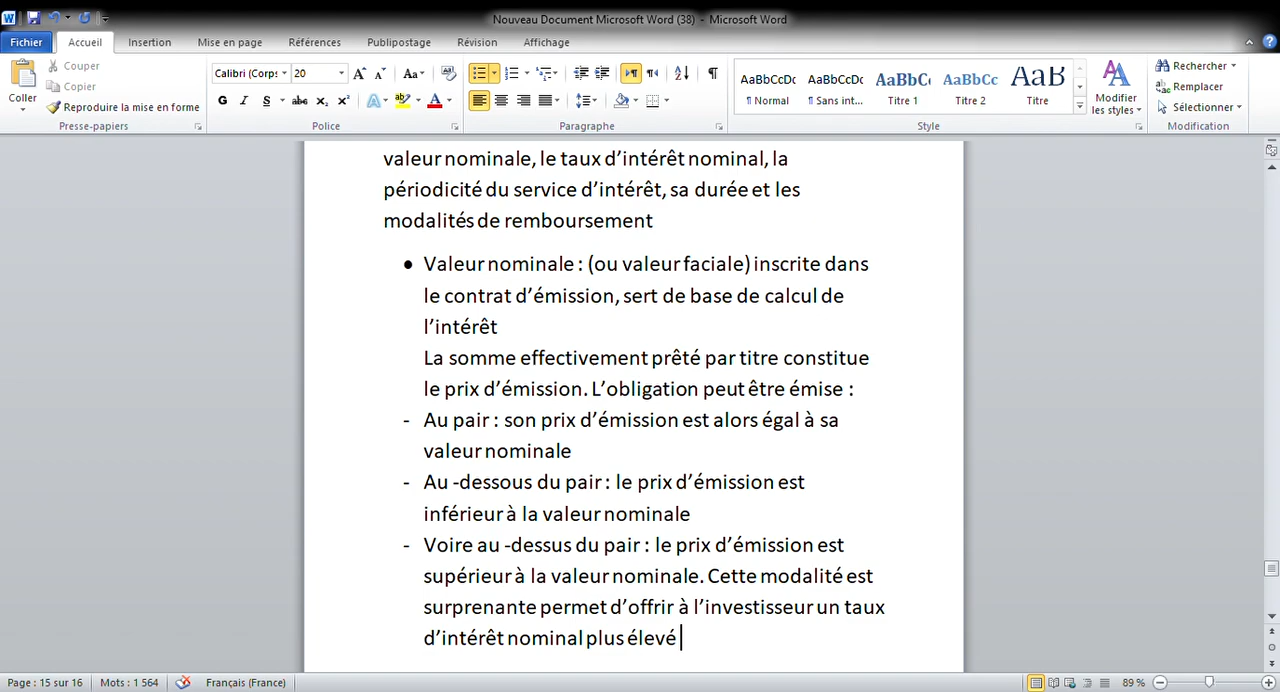 Nouveau Document Microsoft Word (38) - Microsoft Word
Fichier Accueil Insertion Mise en page Références Publipostage Révision Affichage
Coller
Couper
Copier
Reproduire la mise en forme
Presse-papiers
Calibri (Corps 20
G I S abc x₂ x²
Police
Paragraphe
AaBbCcDc AaBbCcDc AaBbC AaBbCc AaB
¶ Normal ¶ Sans int... Titre 1 Titre 2 Titre
Style
Modifier
les styles
Rechercher
Remplacer
Sélectionner
Modification
valeur nominale, le taux d’intérêt nominal, la
périodicité du service d’intérêt, sa durée et les
modalités de remboursement
● Valeur nominale : (ou valeur faciale) inscrite dans
le contrat d’émission, sert de base de calcul de
l’intérêt
La somme effectivement prêté par titre constitue
le prix d’émission. L’obligation peut être émise :
- Au pair : son prix d’émission est alors égal à sa
valeur nominale
- Au -dessous du pair : le prix d’émission est
inférieur à la valeur nominale
- Voire au -dessus du pair : le prix d’émission est
supérieur à la valeur nominale. Cette modalité est
surprenante permet d’offrir à l’investisseur un taux
d’intérêt nominal plus élevé
Page : 15 sur 16 Mots : 1 564 Français (France) 89 %